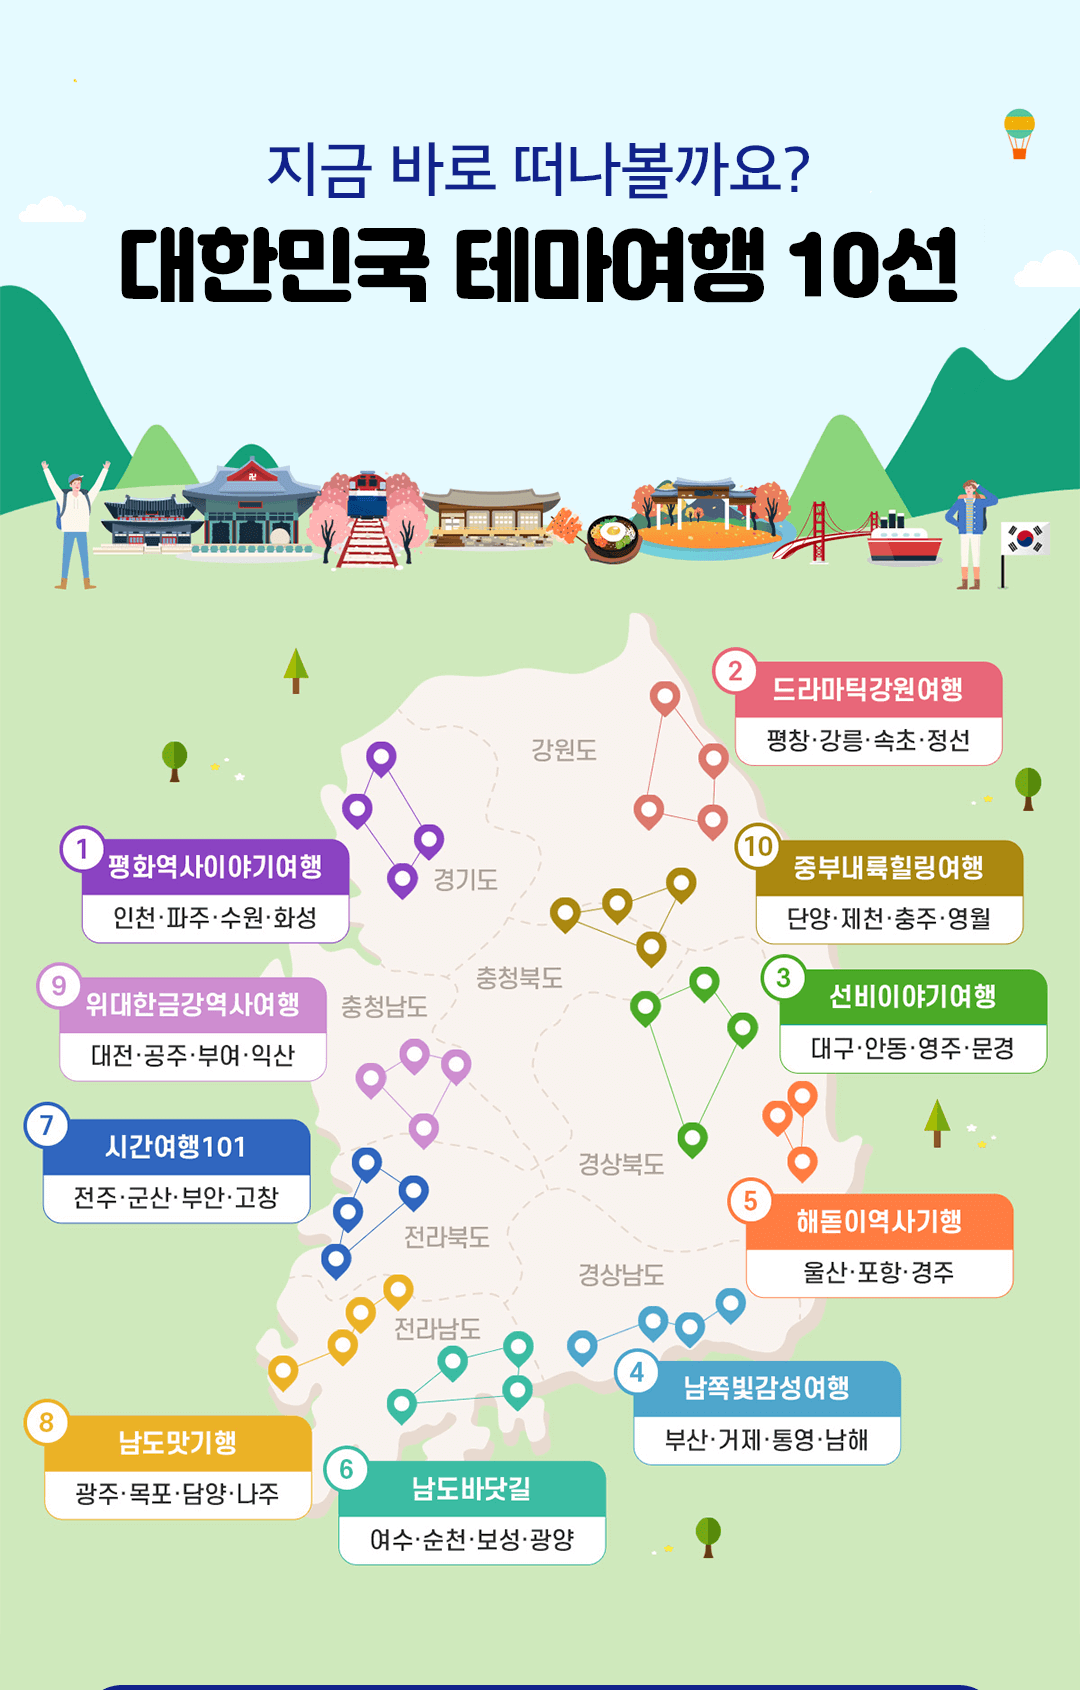 지금 바로 떠나볼까요?
대한민국 테마여행 10선
2
드라마틱강원여행
평창·강릉·속초·정선
강원도
1
평화역사이야기여행
인천·파주·수원·화성
경기도
10
중부내륙힐링여행
단양·제천·충주·영월
9
위대한금강역사여행
대전·공주·부여·익산
충청남도
충청북도
3
선비이야기여행
대구·안동·영주·문경
7
시간여행101
전주·군산·부안·고창
전라북도
경상북도
5
해돋이역사기행
울산·포항·경주
경상남도
전라남도
4
남쪽빛감성여행
부산·거제·통영·남해
8
남도맛기행
광주·목포·담양·나주
6
남도바닷길
여수·순천·보성·광양